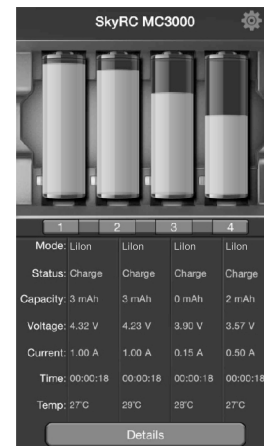 SkyRC MC3000
1 2 3 4
Mode: LiIon LiIon LiIon LiIon
Status: Charge Charge Charge Charge
Capacity: 3 mAh 3 mAh 0 mAh 2 mAh
Voltage: 4.32 V 4.23 V 3.90 V 3.57 V
Current: 1.00 A 1.00 A 0.15 A 0.50 A
Time: 00:00:18 00:00:18 00:00:18 00:00:18
Temp: 27°C 29°C 28°C 27°C
Details